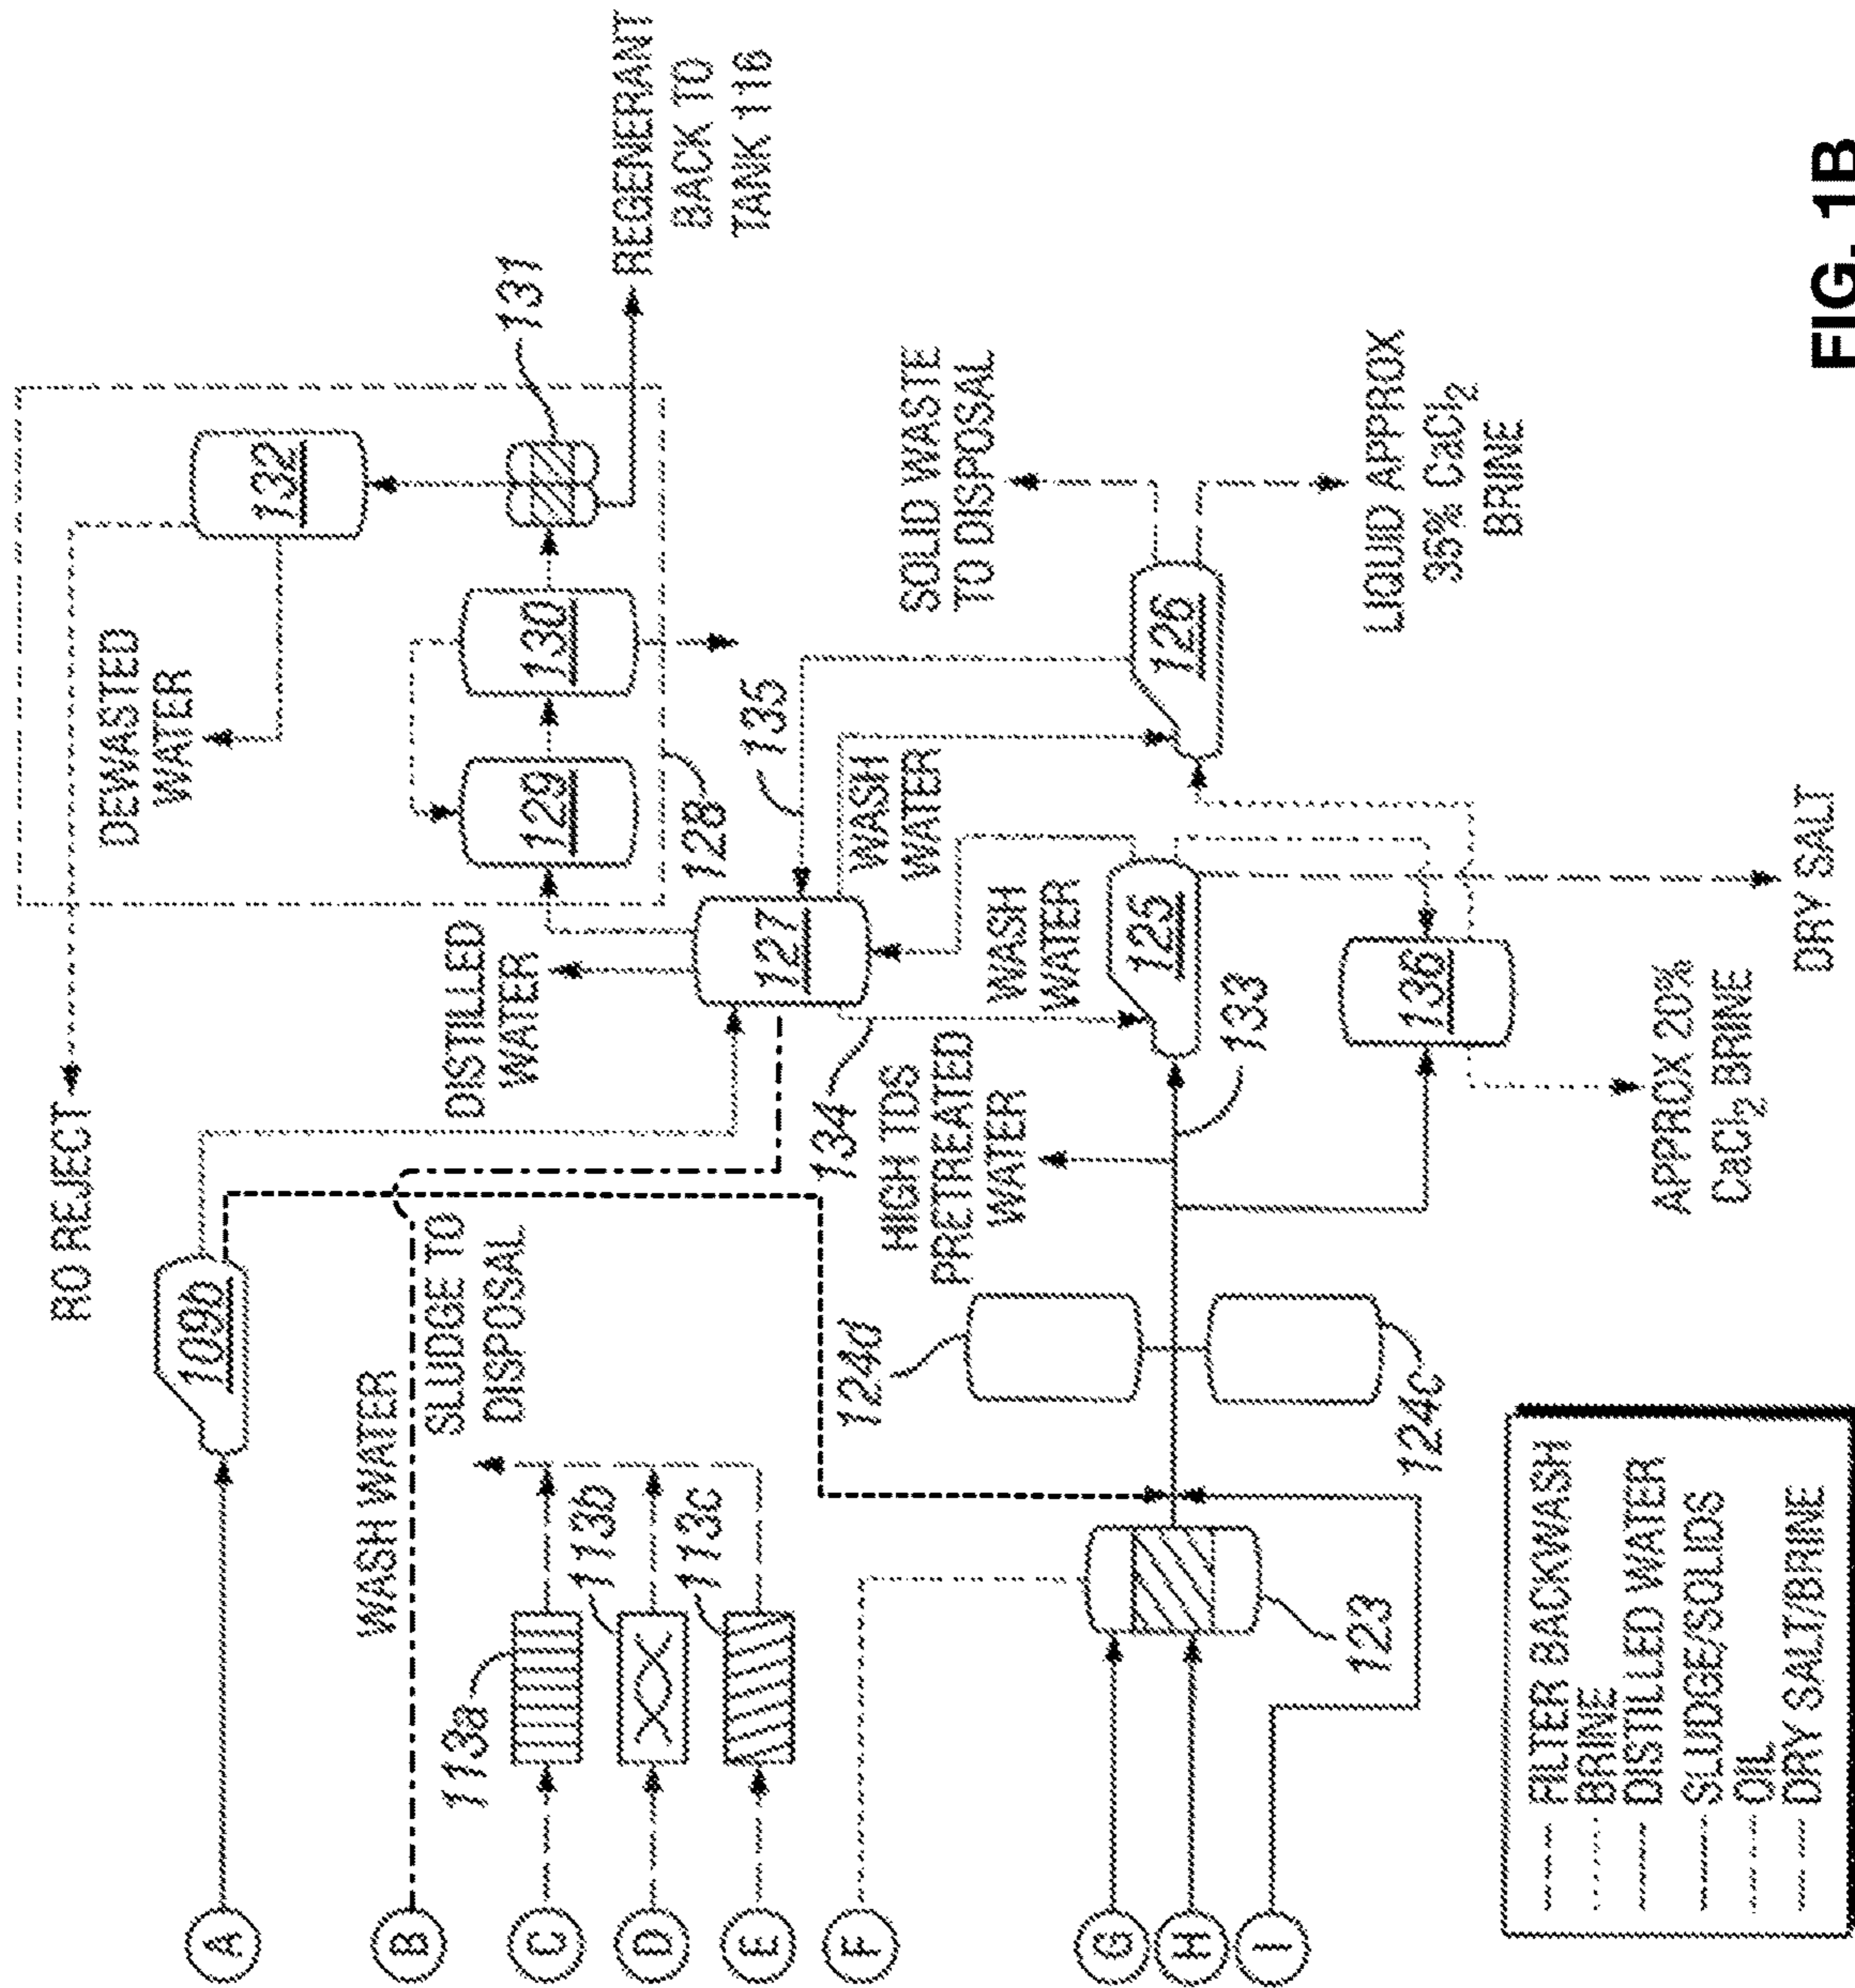 RO REJECT
DEWASTED
WATER
132
131
REGENERANT
BACK TO
TANK 116
130
129
128
109b
DISTILLED
WATER
127
135
WASH
WATER
WASH
WATER
134
SOLID WASTE
TO DISPOSAL
126
LIQUID APPROX
35% CaCl2
BRINE
A
B
WASH WATER
SLUDGE TO
DISPOSAL
C
113a
D
113b
E
113c
F
HIGH TDS
PRETREATED
WATER
125
133
124d
124c
G
H
I
123
136
APPROX 20%
CaCl2 BRINE
DRY SALT
FILTER BACKWASH
BRINE
DISTILLED WATER
SLUDGE/SOLIDS
OIL
DRY SALT/BRINE
FIG. 1B